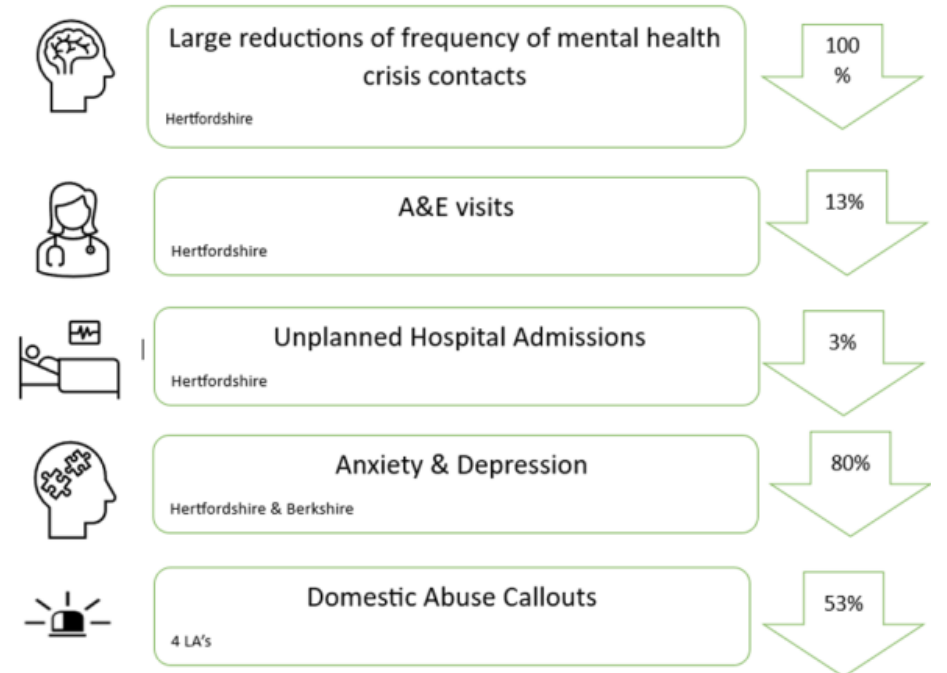 Large reductions of frequency of mental health
crisis contacts
Hertfordshire
100
%
A&E visits
Hertfordshire
13%
Unplanned Hospital Admissions
Hertfordshire
3%
Anxiety & Depression
Hertfordshire & Berkshire
80%
Domestic Abuse Callouts
4 LA's
53%